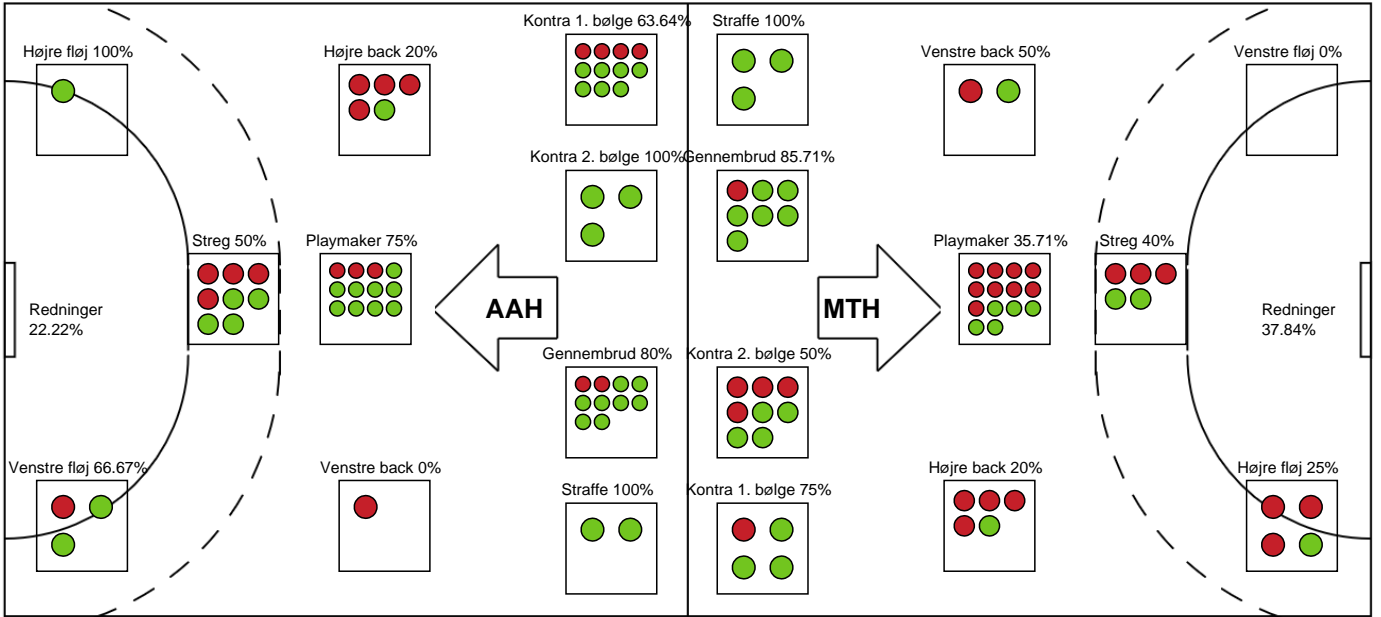 Kontra 1. bølge 63.64%
Straffe 100%
Højre fløj 100%
Højre back 20%
Venstre back 50%
Venstre fløj 0%
Kontra 2. bølge 100%
Gennembrud 85.71%
Streg 50%
Playmaker 75%
Playmaker 35.71%
Streg 40%
Redninger
22.22%
AAH
MTH
Redninger
37.84%
Gennembrud 80%
Kontra 2. bølge 50%
Venstre fløj 66.67%
Venstre back 0%
Straffe 100%
Kontra 1. bølge 75%
Højre back 20%
Højre fløj 25%